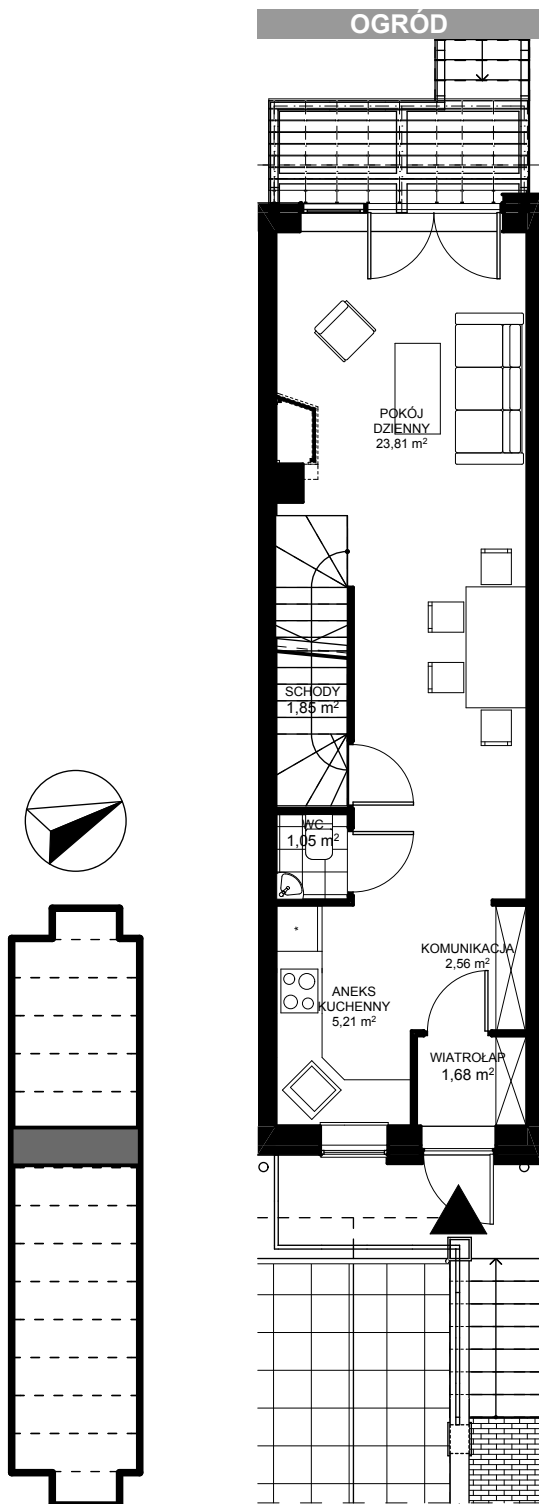 OGRÓD
POKÓJ
DZIENNY
23,81 m²
SCHODY
1,85 m²
WC
1,05 m²
KOMUNIKACJA
2,56 m²
ANEKS
KUCHENNY
5,21 m²
WIATROŁAP
1,68 m²